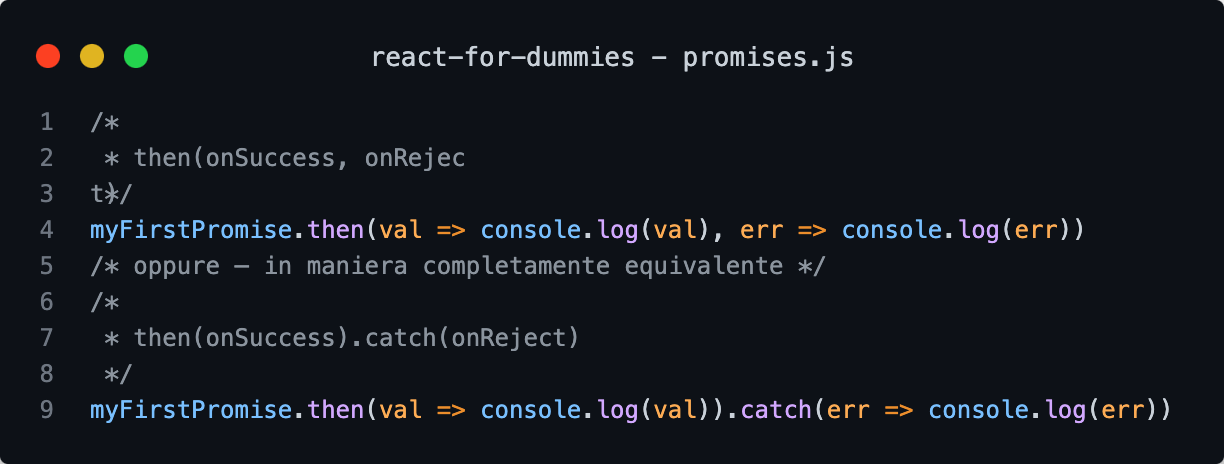 react-for-dummies – promises.js
1 /*
2  * then(onSuccess, onRejec
3 t)*/
4 myFirstPromise.then(val => console.log(val), err => console.log(err))
5 /* oppure – in maniera completamente equivalente */
6 /*
7  * then(onSuccess).catch(onReject)
8  */
9 myFirstPromise.then(val => console.log(val)).catch(err => console.log(err))